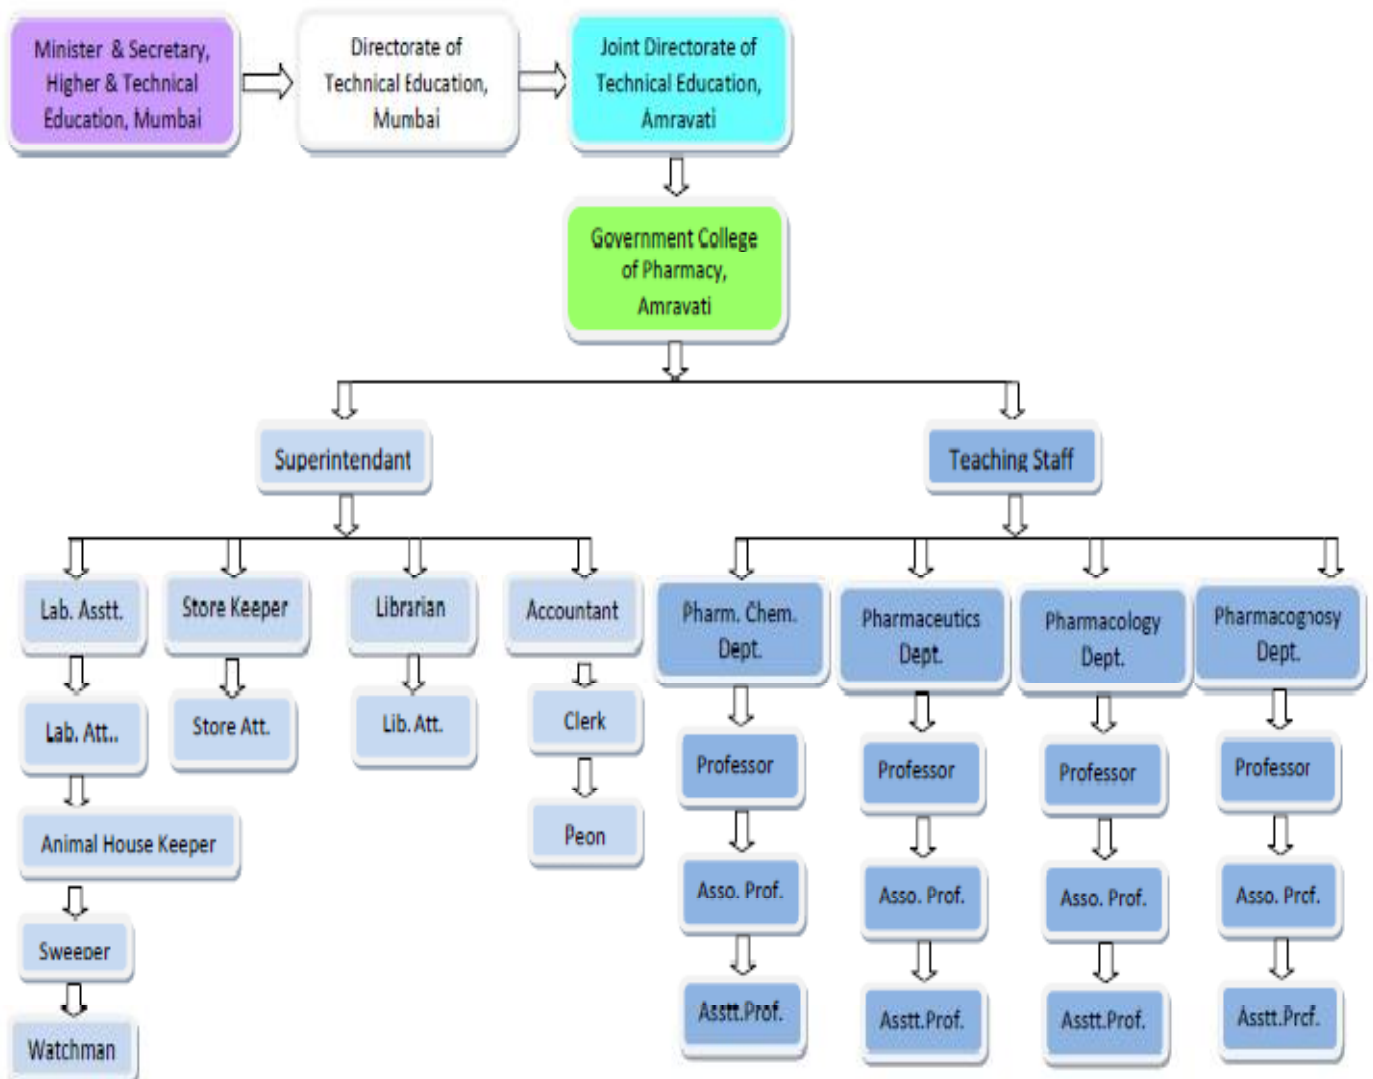 Minister & Secretary,
Higher & Technical
Education, Mumbai
Directorate of
Technical Education,
Mumbai
Joint Directorate of
Technical Education,
Amravati
Government College
of Pharmacy,
Amravati
Superintendant
Teaching Staff
Lab. Asstt.
Store Keeper
Librarian
Accountant
Pharm. Chem.
Dept.
Pharmaceutics
Dept.
Pharmacology
Dept.
Pharmacognosy
Dept.
Lab. Att..
Store Att.
Lib. Att.
Clerk
Professor
Professor
Professor
Professor
Animal House Keeper
Peon
Asso. Prof.
Asso. Prof.
Asso. Prof.
Asso. Prof.
Sweeper
Asstt.Prof.
Asstt.Prof.
Asstt.Prof.
Asstt.Prof.
Watchman